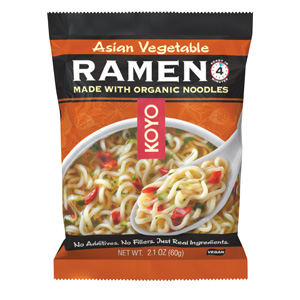 Asian Vegetable
RAMEN
4
MADE WITH ORGANIC NOODLES
KOYO
No Additives. No Fillers. Just Real Ingredients.
NET WT. 2.1 OZ (60g)
VEGAN